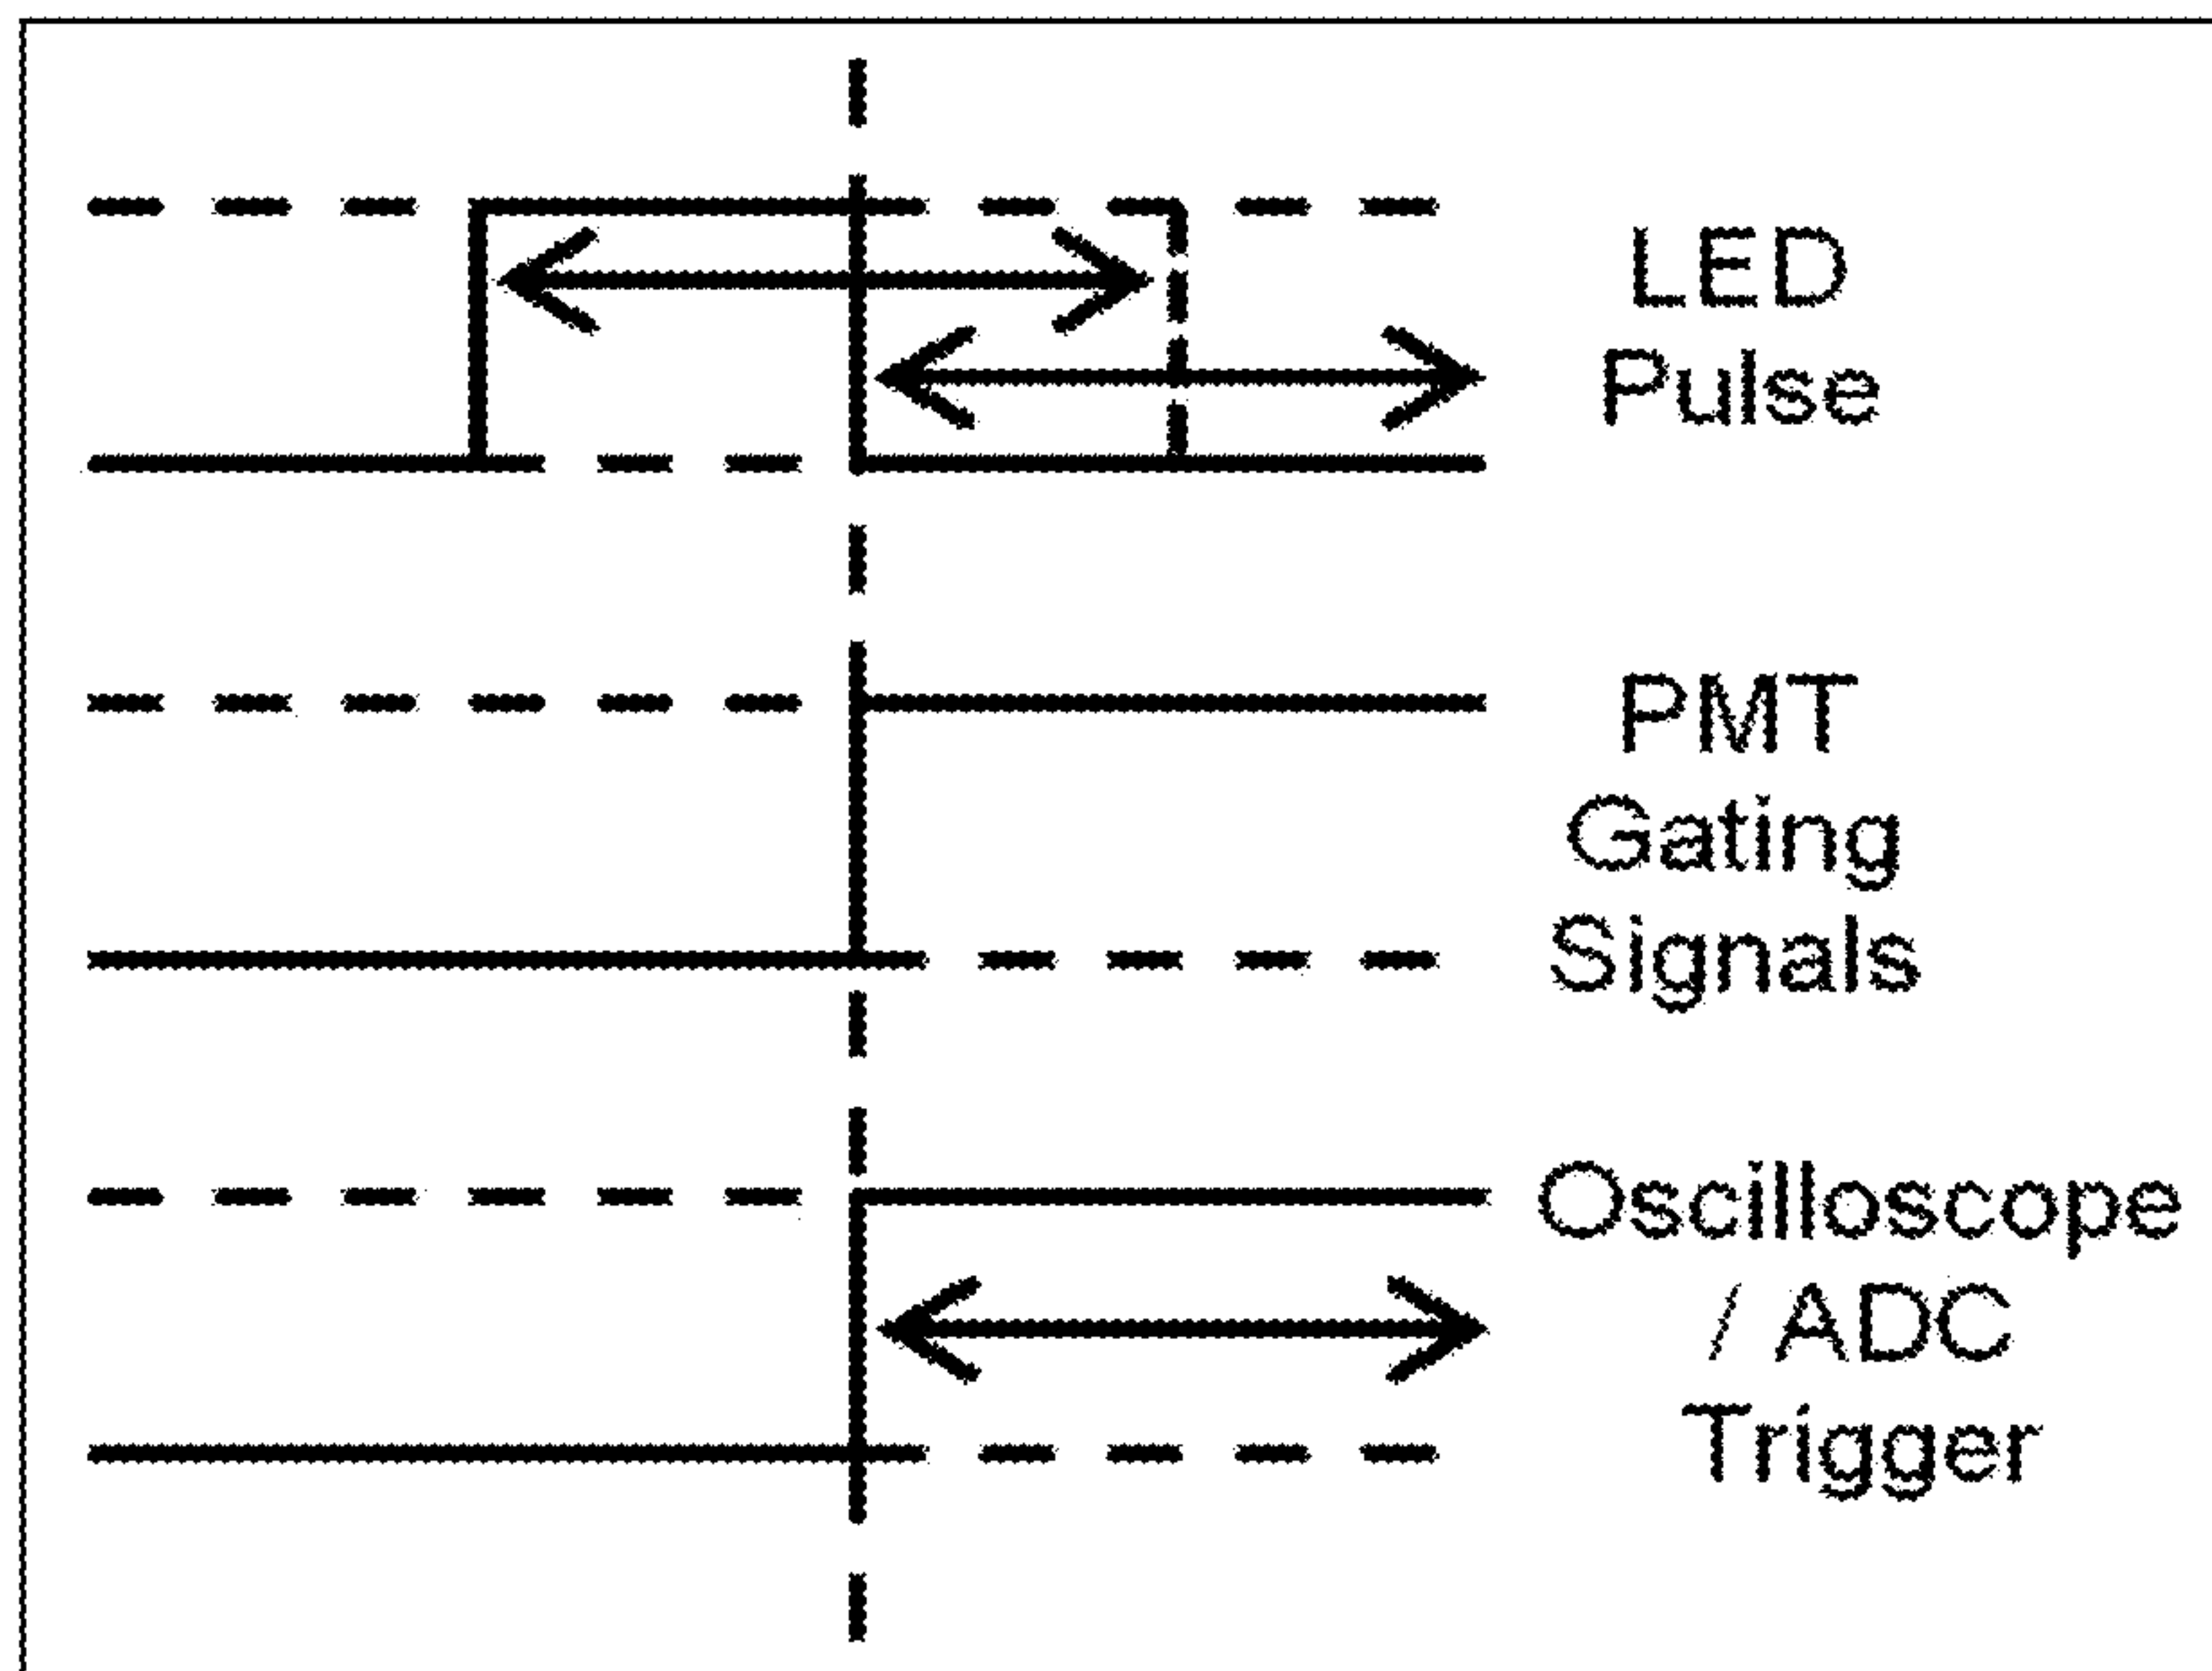 LED
Pulse
PMT
Gating
Signals
Oscilloscope
/ ADC
Trigger